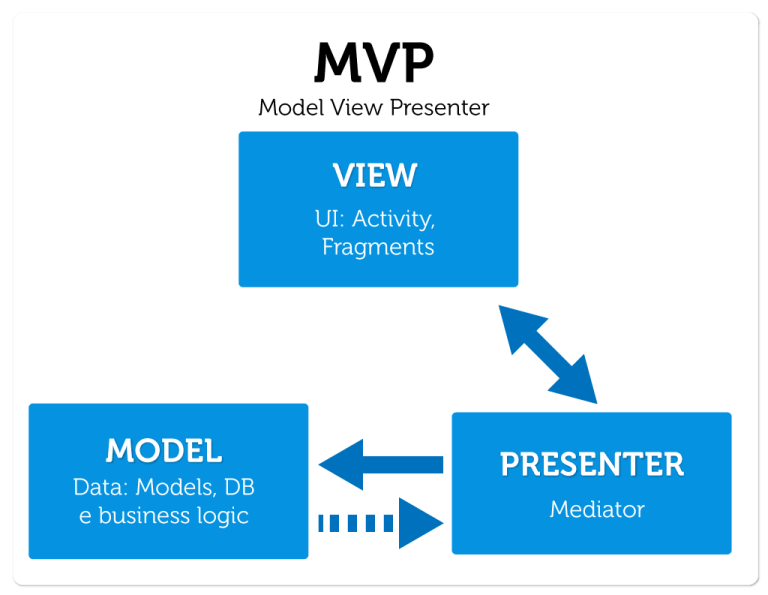 MVP
Model View Presenter
VIEW
UI: Activity,
Fragments
MODEL
Data: Models, DB
e business logic
PRESENTER
Mediator